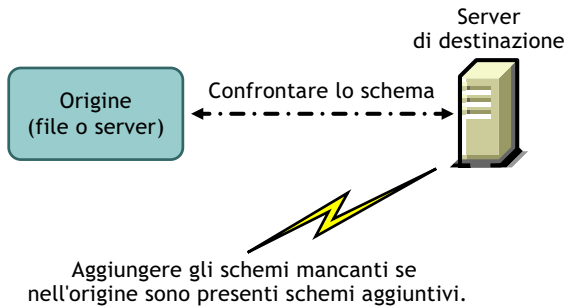 Server
di destinazione
Origine
(file o server)
Confrontare lo schema
Aggiungere gli schemi mancanti se
nell'origine sono presenti schemi aggiuntivi.